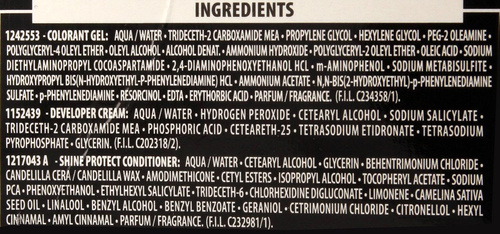 INGREDIENTS
1242553 - COLORANT GEL: AQUA / WATER • TRIDECETH-2 CARBOXAMIDE MEA • PROPYLENE GLYCOL • HEXYLENE GLYCOL • PEG-2 OLEAMINE •
POLYGLYCERYL-4 OLEYL ETHER • OLEYL ALCOHOL • ALCOHOL DENAT. • AMMONIUM HYDROXIDE • POLYGLYCERYL-2 OLEYL ETHER • OLEIC ACID • SODIUM
DIETHYLAMINOPROPYL COCOASPARTAMIDE • 2,4-DIAMINOPHENOXYETHANOL HCL • m-AMINOPHENOL • SODIUM METABISULFITE •
HYDROXYPROPYL BIS(N-HYDROXYETHYL-P-PHENYLENEDIAMINE) HCL • AMMONIUM ACETATE • N,N-BIS(2-HYDROXYETHYL)-p-PHENYLENEDIAMINE
SULFATE • p-PHENYLENEDIAMINE • RESORCINOL • EDTA • ERYTHORBIC ACID • PARFUM / FRAGRANCE. (F.I.L. C234358/1).
1152439 - DEVELOPER CREAM: AQUA / WATER • HYDROGEN PEROXIDE • CETEARYL ALCOHOL • SODIUM SALICYLATE •
TRIDECETH-2 CARBOXAMIDE MEA • PHOSPHORIC ACID • CETEARETH-25 • TETRASODIUM ETIDRONATE • TETRASODIUM
PYROPHOSPHATE • GLYCERIN. (F.I.L. C202318/2).
1217043 A - SHINE PROTECT CONDITIONER: AQUA / WATER • CETEARYL ALCOHOL • GLYCERIN • BEHENTRIMONIUM CHLORIDE •
CANDELILLA CERA / CANDELILLA WAX • AMODIMETHICONE • CETYL ESTERS • ISOPROPYL ALCOHOL • TOCOPHERYL ACETATE • SODIUM
PCA • PHENOXYETHANOL • ETHYLHEXYL SALICYLATE • TRIDECETH-6 • CHLORHEXIDINE DIGLUCONATE • LIMONENE • CAMELINA SATIVA
SEED OIL • LINALOOL • BENZYL ALCOHOL • BENZYL BENZOATE • GERANIOL • CETRIMONIUM CHLORIDE • CITRONELLOL • HEXYL
CINNAMAL • AMYL CINNAMAL • PARFUM / FRAGRANCE. (F.I.L. C232981/1).